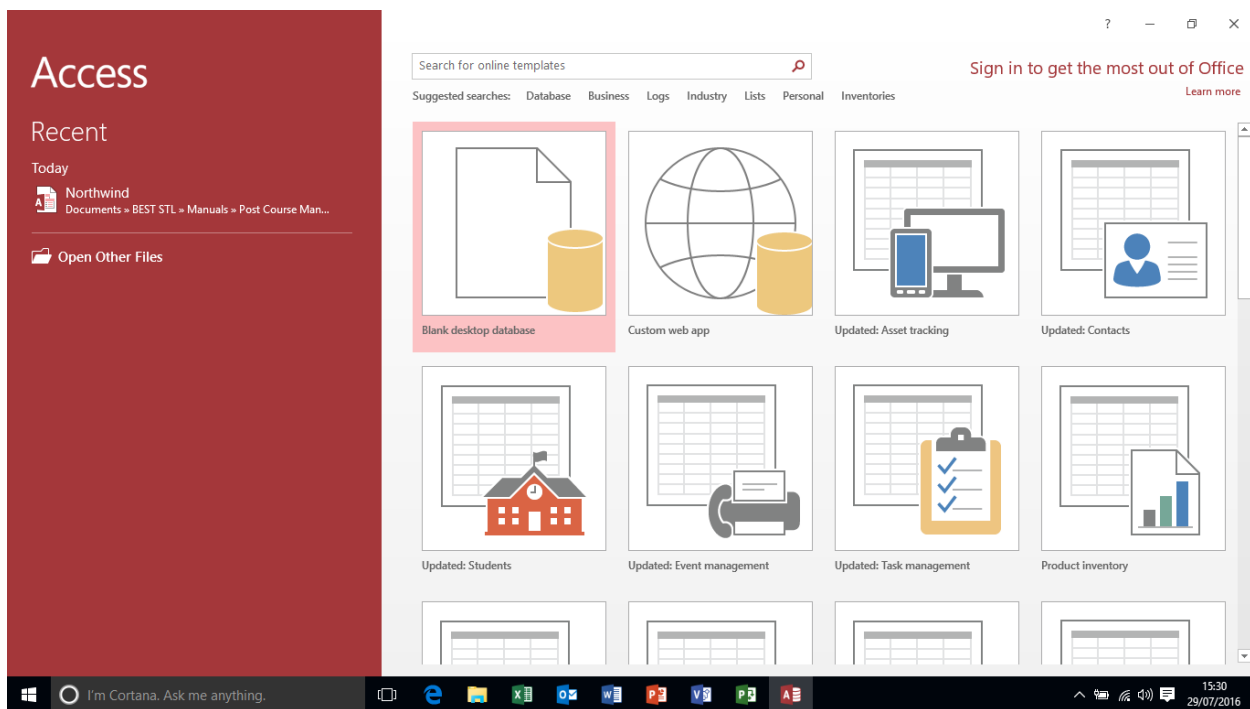 ?
Access
Recent
Today
Northwind
Documents » BEST STL » Manuals » Post Course Man...
Open Other Files
Search for online templates
Sign in to get the most out of Office
Learn more
Suggested searches: Database Business Logs Industry Lists Personal Inventories
Blank desktop database
Custom web app
Updated: Asset tracking
Updated: Contacts
Updated: Students
Updated: Event management
Updated: Task management
Product inventory
I'm Cortana. Ask me anything.
15:30
29/07/2016